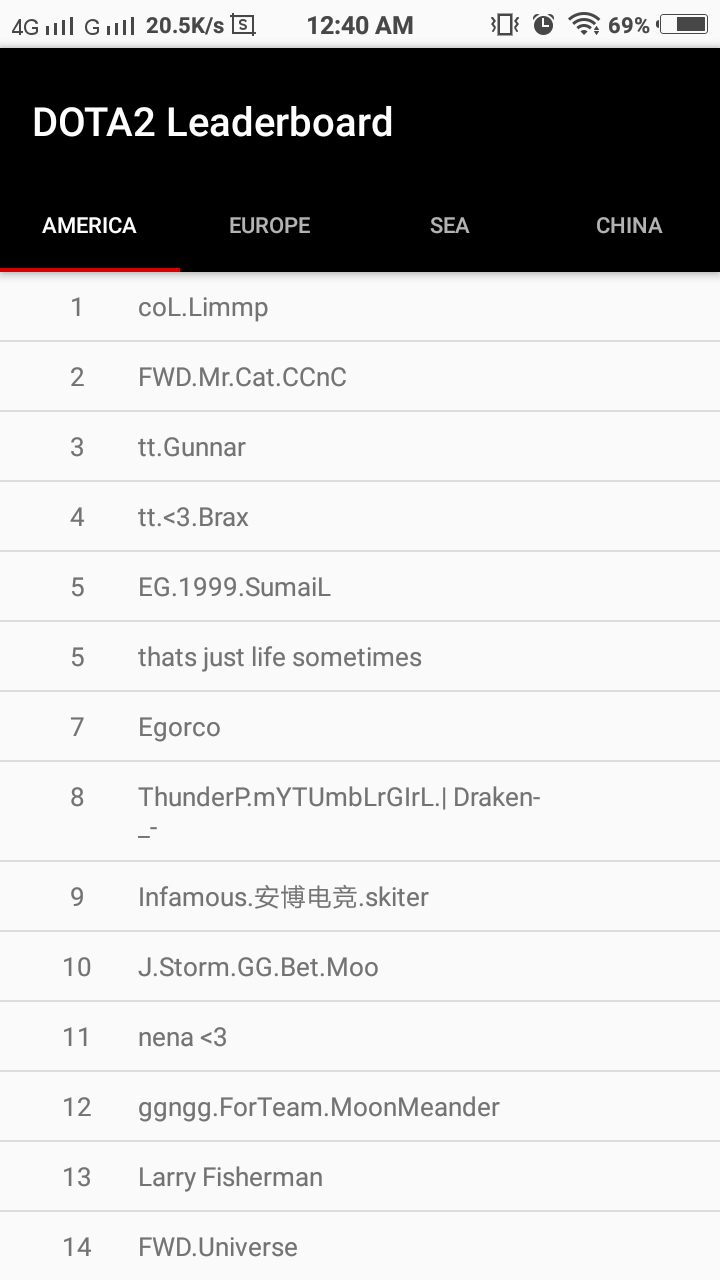 4G G 20.5K/s S 12:40 AM 69%
DOTA2 Leaderboard
AMERICA EUROPE SEA CHINA
1 coL.Limmp
2 FWD.Mr.Cat.CCnC
3 tt.Gunnar
4 tt.<3.Brax
5 EG.1999.SumaiL
5 thats just life sometimes
7 Egorco
8 ThunderP.mYTUmbLrGIrL.| Draken-
_-
9 Infamous.安博电竞.skiter
10 J.Storm.GG.Bet.Moo
11 nena <3
12 ggngg.ForTeam.MoonMeander
13 Larry Fisherman
14 FWD.Universe